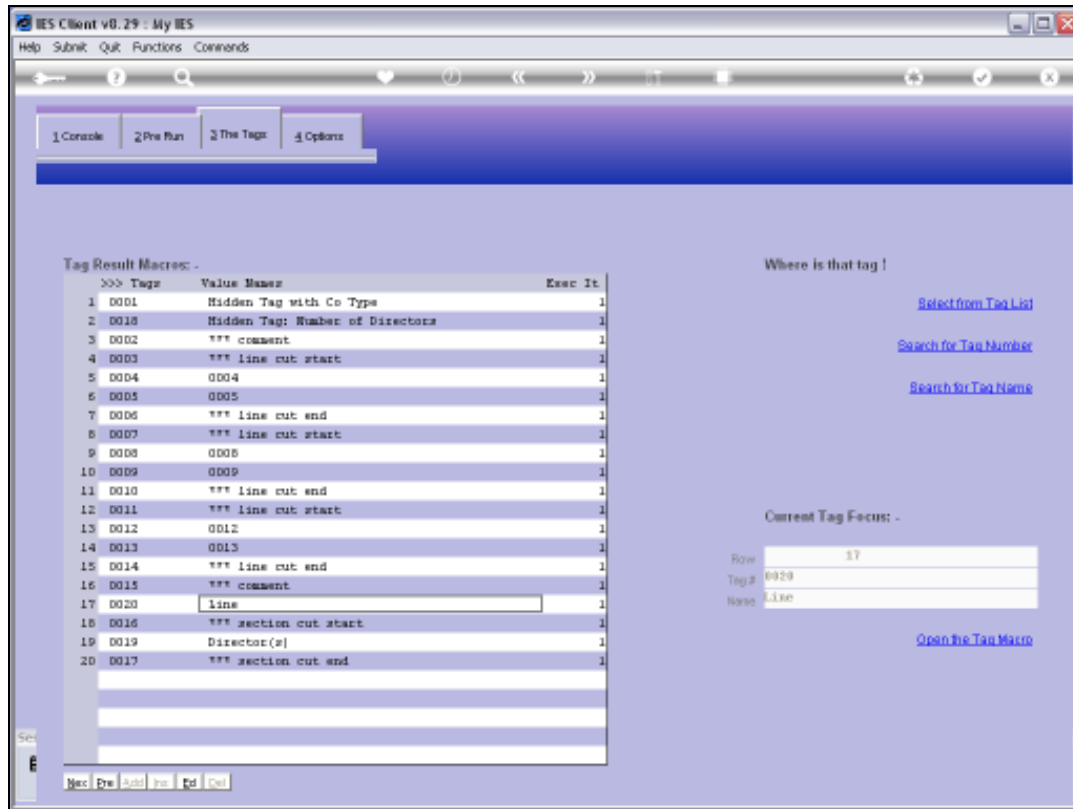 IES Client v8.29 : My IES
Help Submit Quit Functions Commands
1 Console 2 Pre Run 3 The Tags 4 Options
Tag Result Macros: -
Where is that tag !
>>> Tags Value Names Exec It
1 0001 Hidden Tag with Co Type 1
2 0018 Hidden Tag: Number of Directors 1
3 0002 *** comment 1
4 0003 *** line cut start 1
5 0004 0004 1
6 0005 0005 1
7 0006 *** line cut end 1
8 0007 *** line cut start 1
9 0008 0008 1
10 0009 0009 1
11 0010 *** line cut end 1
12 0011 *** line cut start 1
13 0012 0012 1
14 0013 0013 1
15 0014 *** line cut end 1
16 0015 *** comment 1
17 0020 line 1
18 0016 *** section cut start 1
19 0019 Director(s) 1
20 0017 *** section cut end 1
Select from Tag List
Search for Tag Number
Search for Tag Name
Current Tag Focus: -
Row 17
Tag # 0020
Name Line
Open the Tag Macro
Nex Pre Add Ins Ed Del